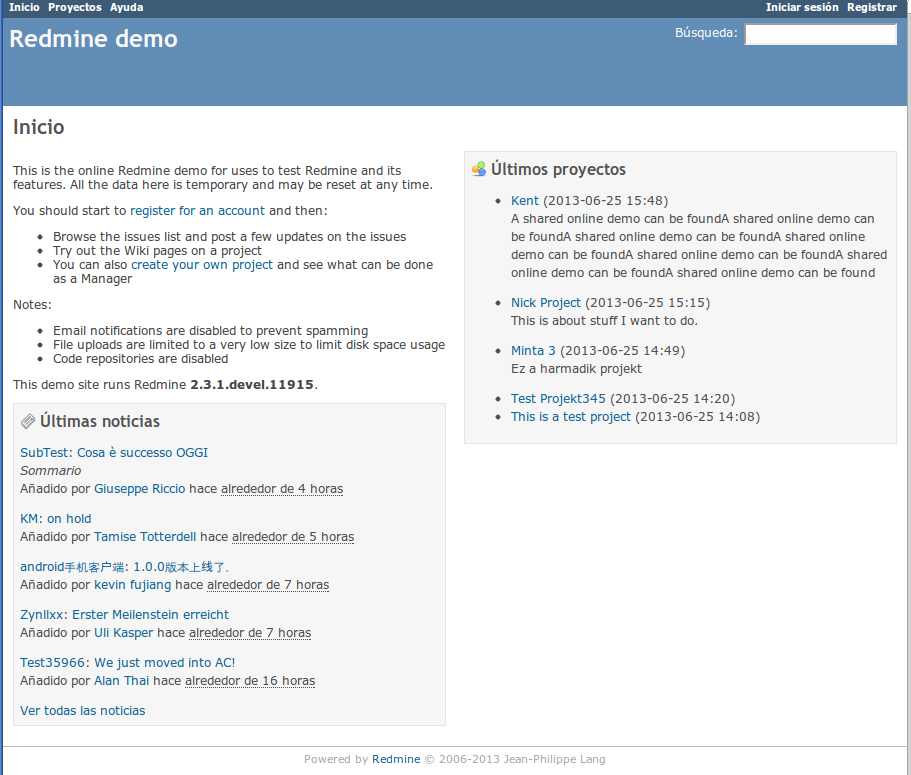 Inicio Proyectos Ayuda Iniciar sesión Registrar
Redmine demo
Búsqueda:
Inicio
This is the online Redmine demo for uses to test Redmine and its
features. All the data here is temporary and may be reset at any time.
You should start to register for an account and then:
Browse the issues list and post a few updates on the issues
Try out the Wiki pages on a project
You can also create your own project and see what can be done
as a Manager
Notes:
Email notifications are disabled to prevent spamming
File uploads are limited to a very low size to limit disk space usage
Code repositories are disabled
This demo site runs Redmine 2.3.1.devel.11915.
Últimas noticias
SubTest: Cosa è successo OGGI
Sommario
Añadido por Giuseppe Riccio hace alrededor de 4 horas
KM: on hold
Añadido por Tamise Totterdell hace alrededor de 5 horas
android手机客户端: 1.0.0版本上线了.
Añadido por kevin fujiang hace alrededor de 7 horas
Zynllxx: Erster Meilenstein erreicht
Añadido por Uli Kasper hace alrededor de 7 horas
Test35966: We just moved into AC!
Añadido por Alan Thai hace alrededor de 16 horas
Ver todas las noticias
Últimos proyectos
Kent (2013-06-25 15:48)
A shared online demo can be foundA shared online demo can
be foundA shared online demo can be foundA shared online
demo can be foundA shared online demo can be foundA shared
online demo can be foundA shared online demo can be found
Nick Project (2013-06-25 15:15)
This is about stuff I want to do.
Minta 3 (2013-06-25 14:49)
Ez a harmadik projekt
Test Projekt345 (2013-06-25 14:20)
This is a test project (2013-06-25 14:08)
Powered by Redmine © 2006-2013 Jean-Philippe Lang